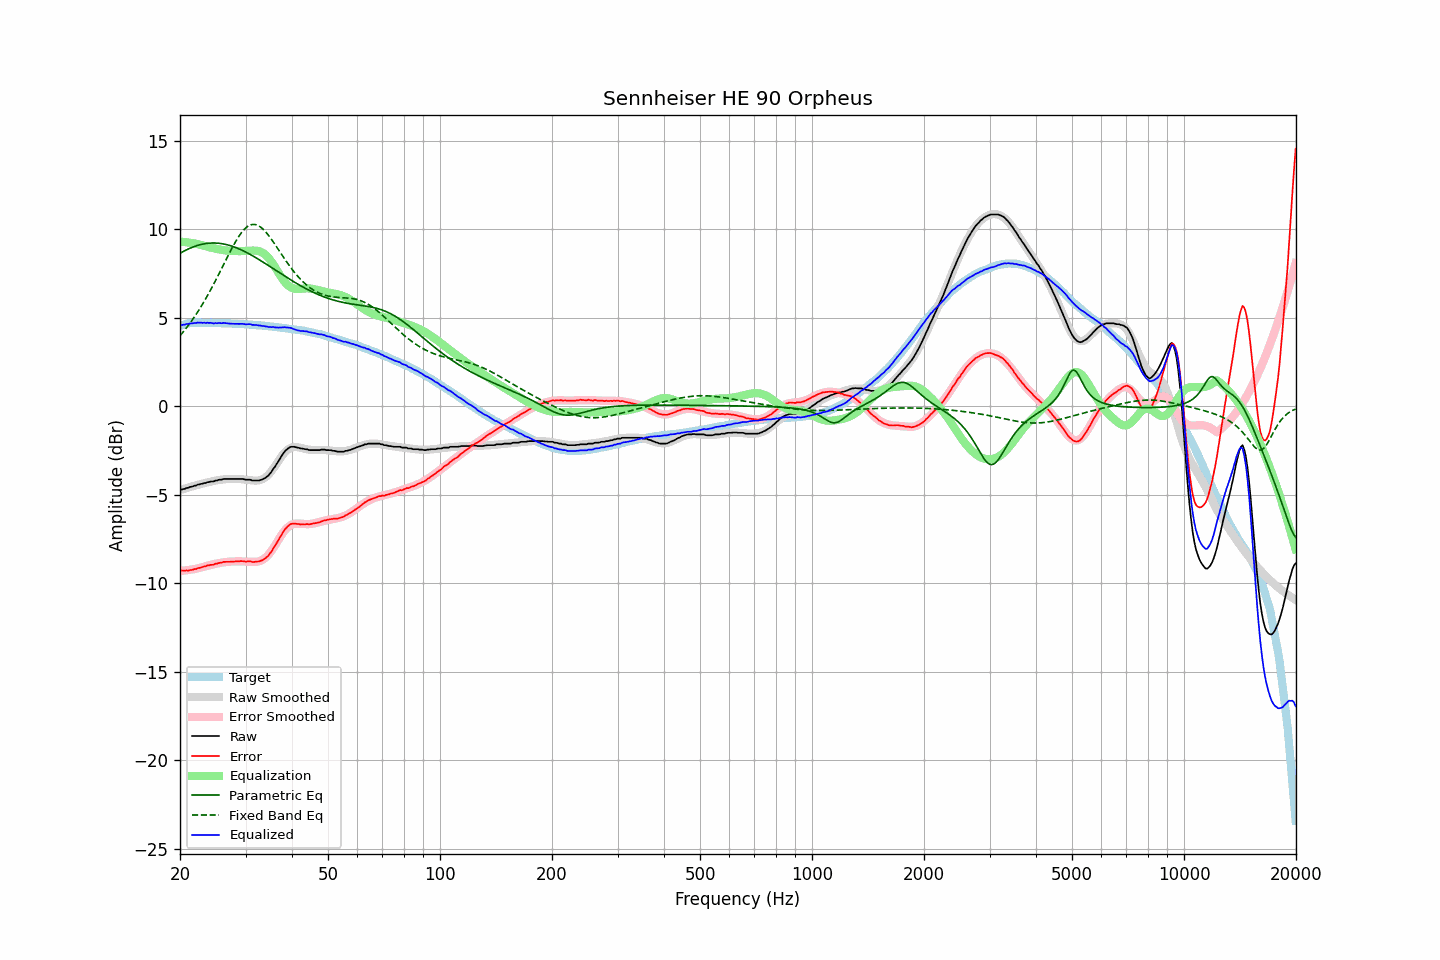 Sennheiser HE 90 Orpheus
Amplitude (dBr)
15
10
5
0
−5
−10
−15
−20
−25
Target
Raw Smoothed
Error Smoothed
Raw
Error
Equalization
Parametric Eq
Fixed Band Eq
Equalized
20 50 100 200 500 1000 2000 5000 10000 20000
Frequency (Hz)